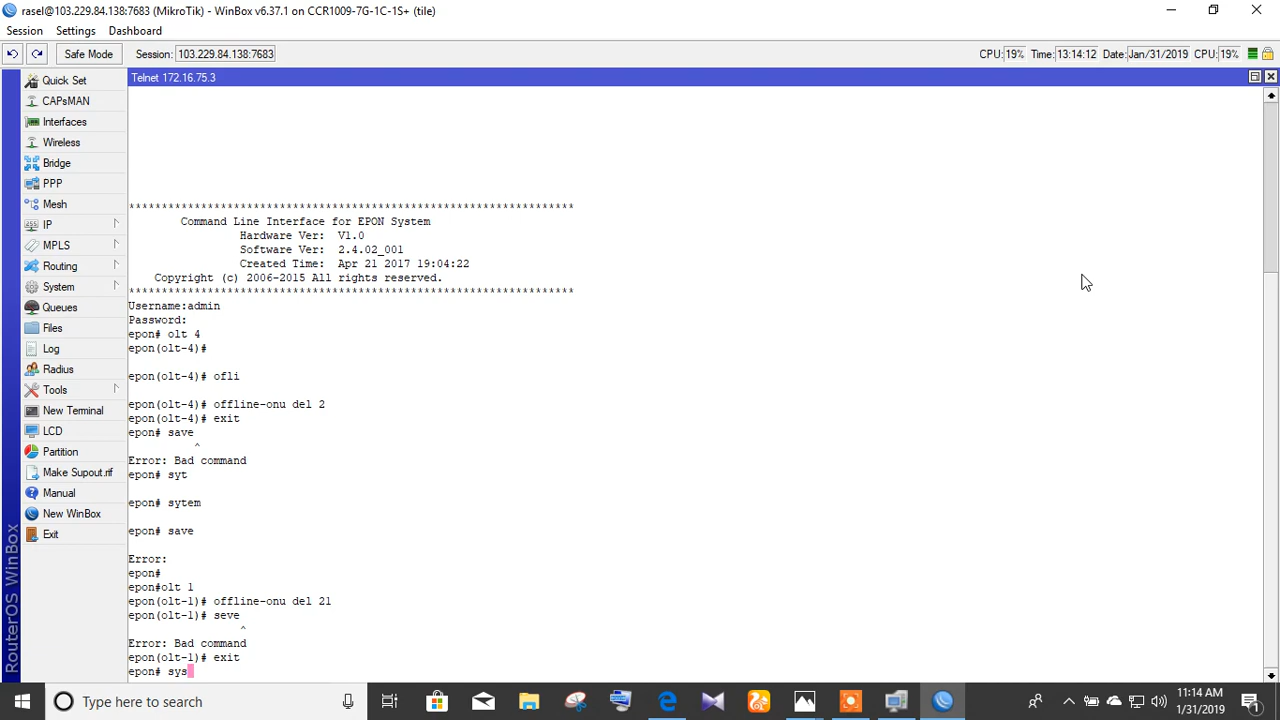 rasel@103.229.84.138:7683 (MikroTik) - WinBox v6.37.1 on CCR1009-7G-1C-1S+ (tile)
Session Settings Dashboard
Safe Mode Session: 103.229.84.138:7683 CPU: 19% Time: 13:14:12 Date: Jan/31/2019 CPU: 19%
Quick Set
CAPsMAN
Interfaces
Wireless
Bridge
PPP
Mesh
IP
MPLS
Routing
System
Queues
Files
Log
Radius
Tools
New Terminal
LCD
Partition
Make Supout.rif
Manual
New WinBox
Exit
RouterOS WinBox
Telnet 172.16.75.3
********************************************************************
Command Line Interface for EPON System
Hardware Ver: V1.0
Software Ver: 2.4.02_001
Created Time: Apr 21 2017 19:04:22
Copyright (c) 2006-2015 All rights reserved.
********************************************************************
Username:admin
Password:
epon# olt 4
epon(olt-4)#
epon(olt-4)# ofli
epon(olt-4)# offline-onu del 2
epon(olt-4)# exit
epon# save
^
Error: Bad command
epon# syt
epon# sytem
epon# save
Error:
epon#
epon#olt 1
epon(olt-1)# offline-onu del 21
epon(olt-1)# seve
^
Error: Bad command
epon(olt-1)# exit
epon# sys
Type here to search
11:14 AM
1/31/2019
1